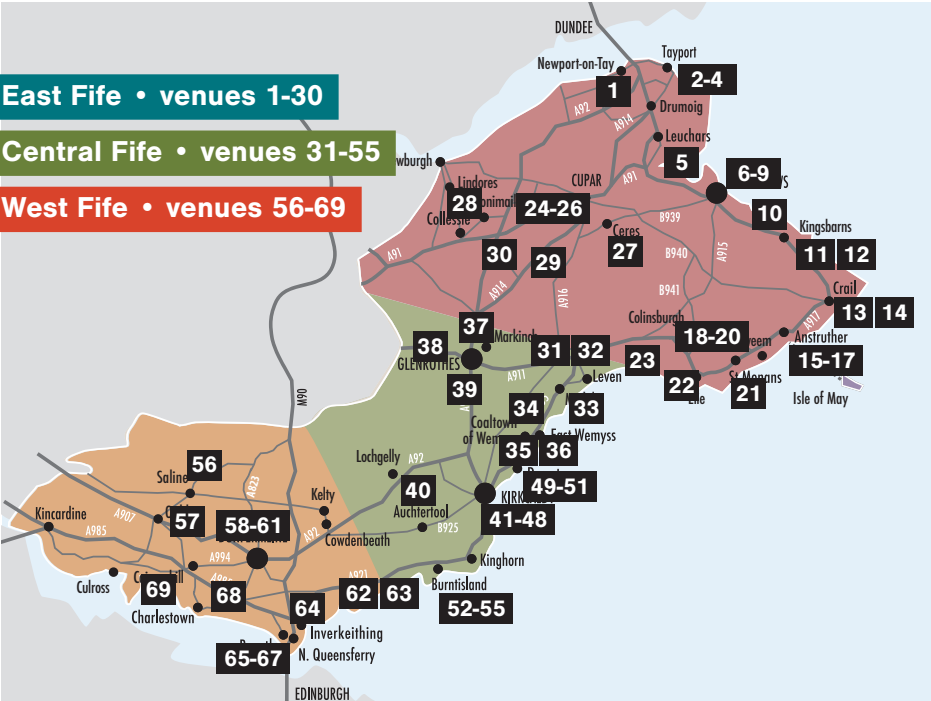 DUNDEE
Tayport
Newport-on-Tay
1
2-4
East Fife • venues 1-30
A92
Drumoig
A914
Leuchars
Central Fife • venues 31-55
5
CUPAR
A91
6-9
Lindores
West Fife • venues 56-69
28
24-26
10
B939
Collessie
Ceres
27
Kingsbarns
A91
30
29
B940
A915
11
12
A914
A916
B941
Crail
Colinsburgh
13
14
A917
37
18-20
Anstruther
38
31
32
23
15-17
GLENROTHES
A911
Leven
22
St Monans
21
Isle of May
39
M90
34
33
Coaltown
of Wem
East Wemyss
35
36
Lochgelly
A92
56
Saline
A823
Kelty
40
49-51
A907
57
58-61
Auchtertool
41-48
Kincardine
A985
A92
B925
Cowdenbeath
A994
Kinghorn
Culross
A921
Burntisland
69
68
62
63
52-55
Charlestown
64
Inverkeithing
65-67
N. Queensferry
EDINBURGH